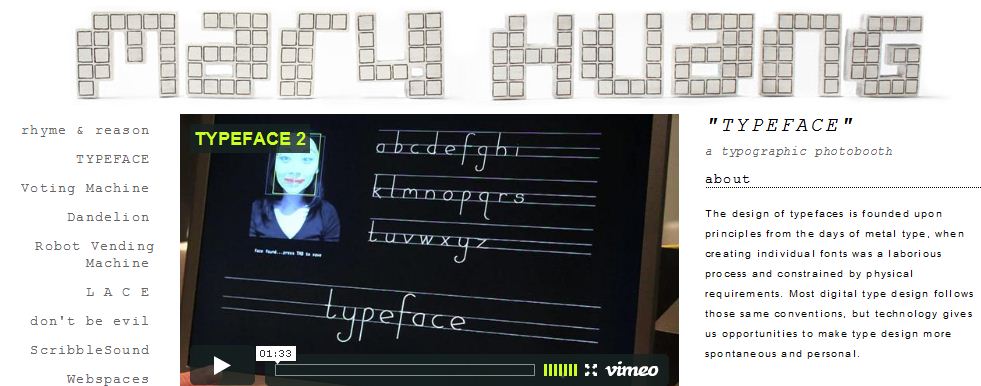 mary Huang
rhyme & reason
TYPEFACE
Voting Machine
Dandelion
Robot Vending
Machine
L A C E
don't be evil
ScribbleSound
Webspaces
TYPEFACE 2
a b c d e f g h i
k l m n o p q r s
t u v w x y z
face found...press TAB to save
typeface
01:33
vimeo
"TYPEFACE"
a typographic photobooth
about
The design of typefaces is founded upon
principles from the days of metal type, when
creating individual fonts was a laborious
process and constrained by physical
requirements. Most digital type design follows
those same conventions, but technology gives
us opportunities to make type design more
spontaneous and personal.